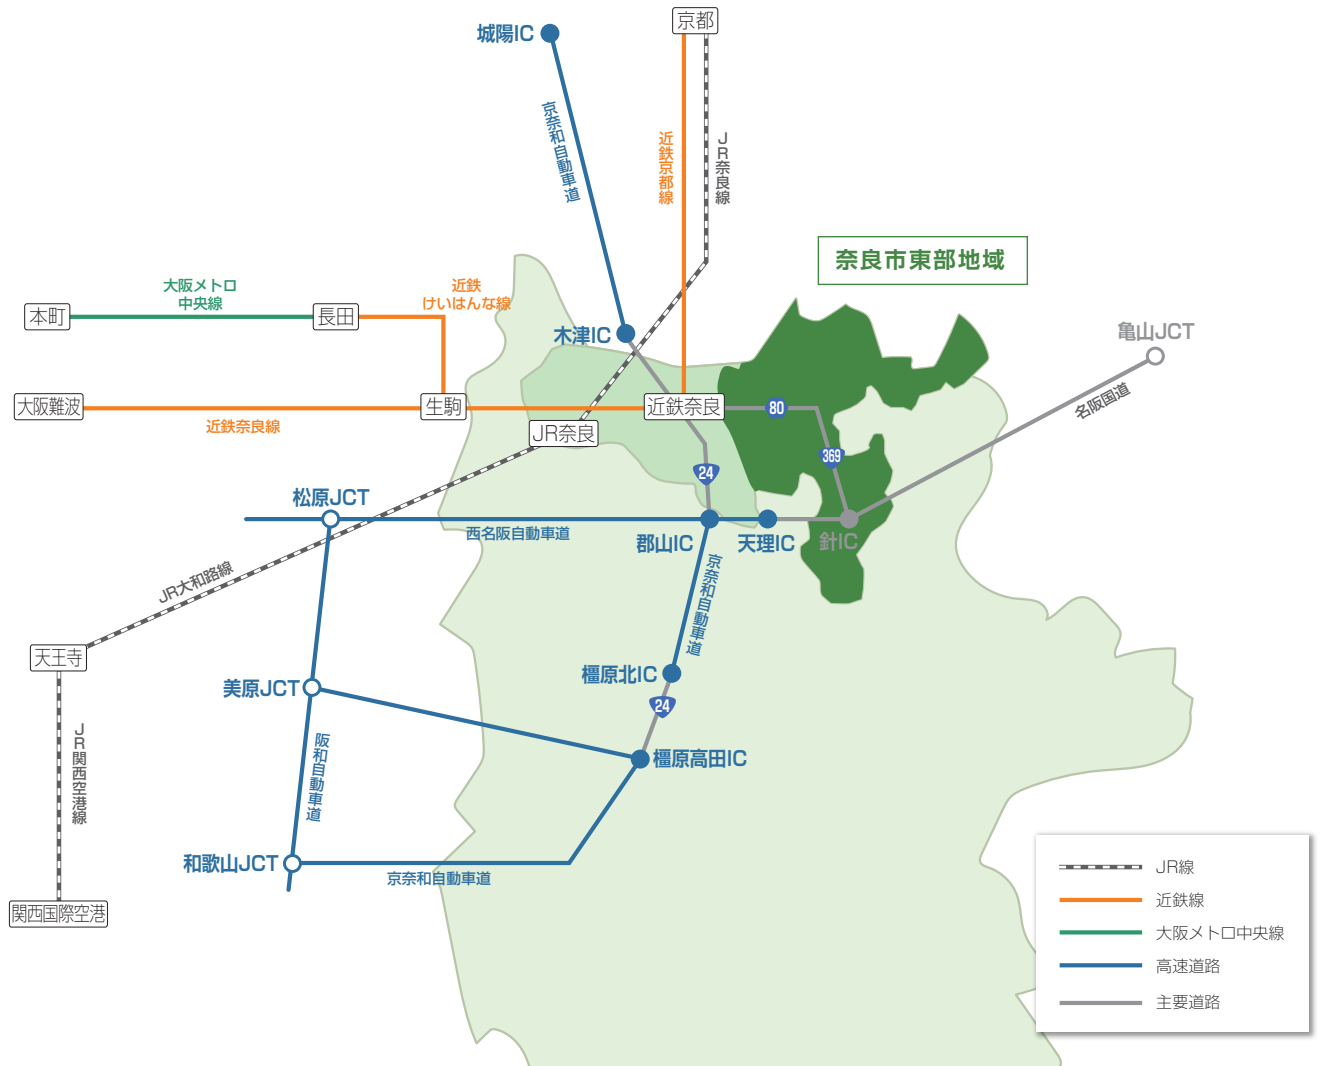 京都
城陽IC
京奈和自動車道
近鉄京都線
JR奈良線
奈良市東部地域
大阪メトロ
中央線
近鉄
けいはんな線
本町
長田
木津IC
亀山JCT
名阪国道
大阪難波
生駒
近鉄奈良
80
近鉄奈良線
JR奈良
369
24
松原JCT
西名阪自動車道
郡山IC
天理IC
針IC
JR大和路線
京奈和自動車道
天王寺
橿原北IC
美原JCT
24
JR関西空港線
阪和自動車道
橿原高田IC
和歌山JCT
京奈和自動車道
関西国際空港
JR線
近鉄線
大阪メトロ中央線
高速道路
主要道路